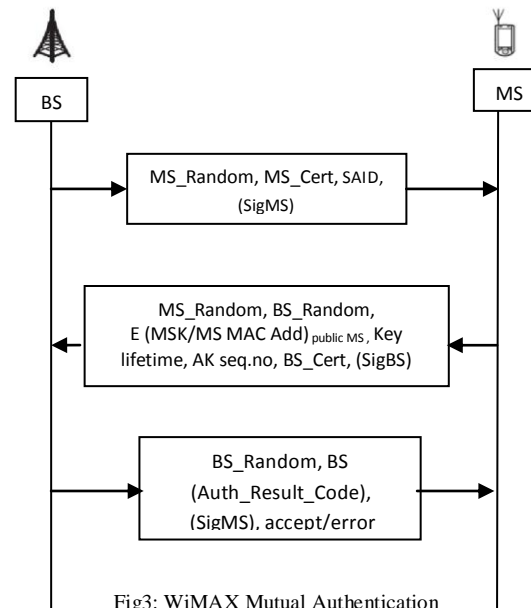 BS
MS
MS_Random, MS_Cert, SAID,
(SigMS)
MS_Random, BS_Random,
E (MSK/MS MAC Add) public MS, Key
lifetime, AK seq.no, BS_Cert, (SigBS)
BS_Random, BS
(Auth_Result_Code),
(SigMS), accept/error
Fig3: WiMAX Mutual Authentication